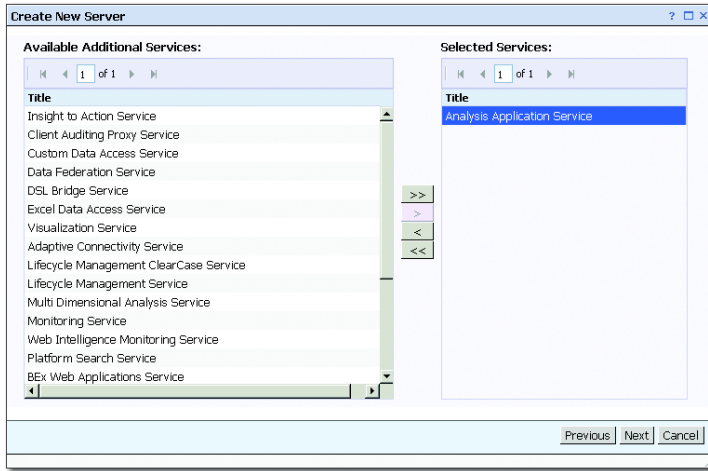 Create New Server
?
Available Additional Services:
1 of 1
Title
Insight to Action Service
Client Auditing Proxy Service
Custom Data Access Service
Data Federation Service
DSL Bridge Service
Excel Data Access Service
Visualization Service
Adaptive Connectivity Service
Lifecycle Management ClearCase Service
Lifecycle Management Service
Multi Dimensional Analysis Service
Monitoring Service
Web Intelligence Monitoring Service
Platform Search Service
BEx Web Applications Service
>>
>
<
<<
Selected Services:
1 of 1
Title
Analysis Application Service
Previous Next Cancel